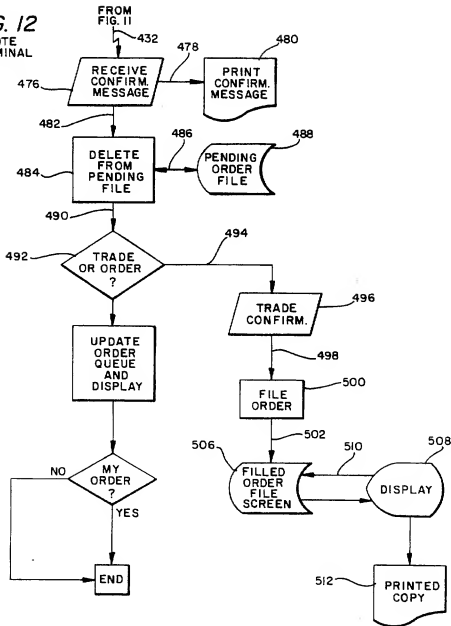 FROM
FIG. 11
G. 12
OTE
MINAL
432
478
480
RECEIVE
CONFIRM.
MESSAGE
476
PRINT
CONFIRM.
MESSAGE
482
486
488
DELETE
FROM
PENDING
FILE
484
PENDING
ORDER
FILE
490
494
492
TRADE
OR ORDER
?
496
TRADE
CONFIRM.
UPDATE
ORDER
QUEUE
AND
DISPLAY
498
500
FILE
ORDER
502
506
510
508
NO
MY
ORDER
?
YES
FILLED
ORDER
FILE
SCREEN
DISPLAY
END
512
PRINTED
COPY